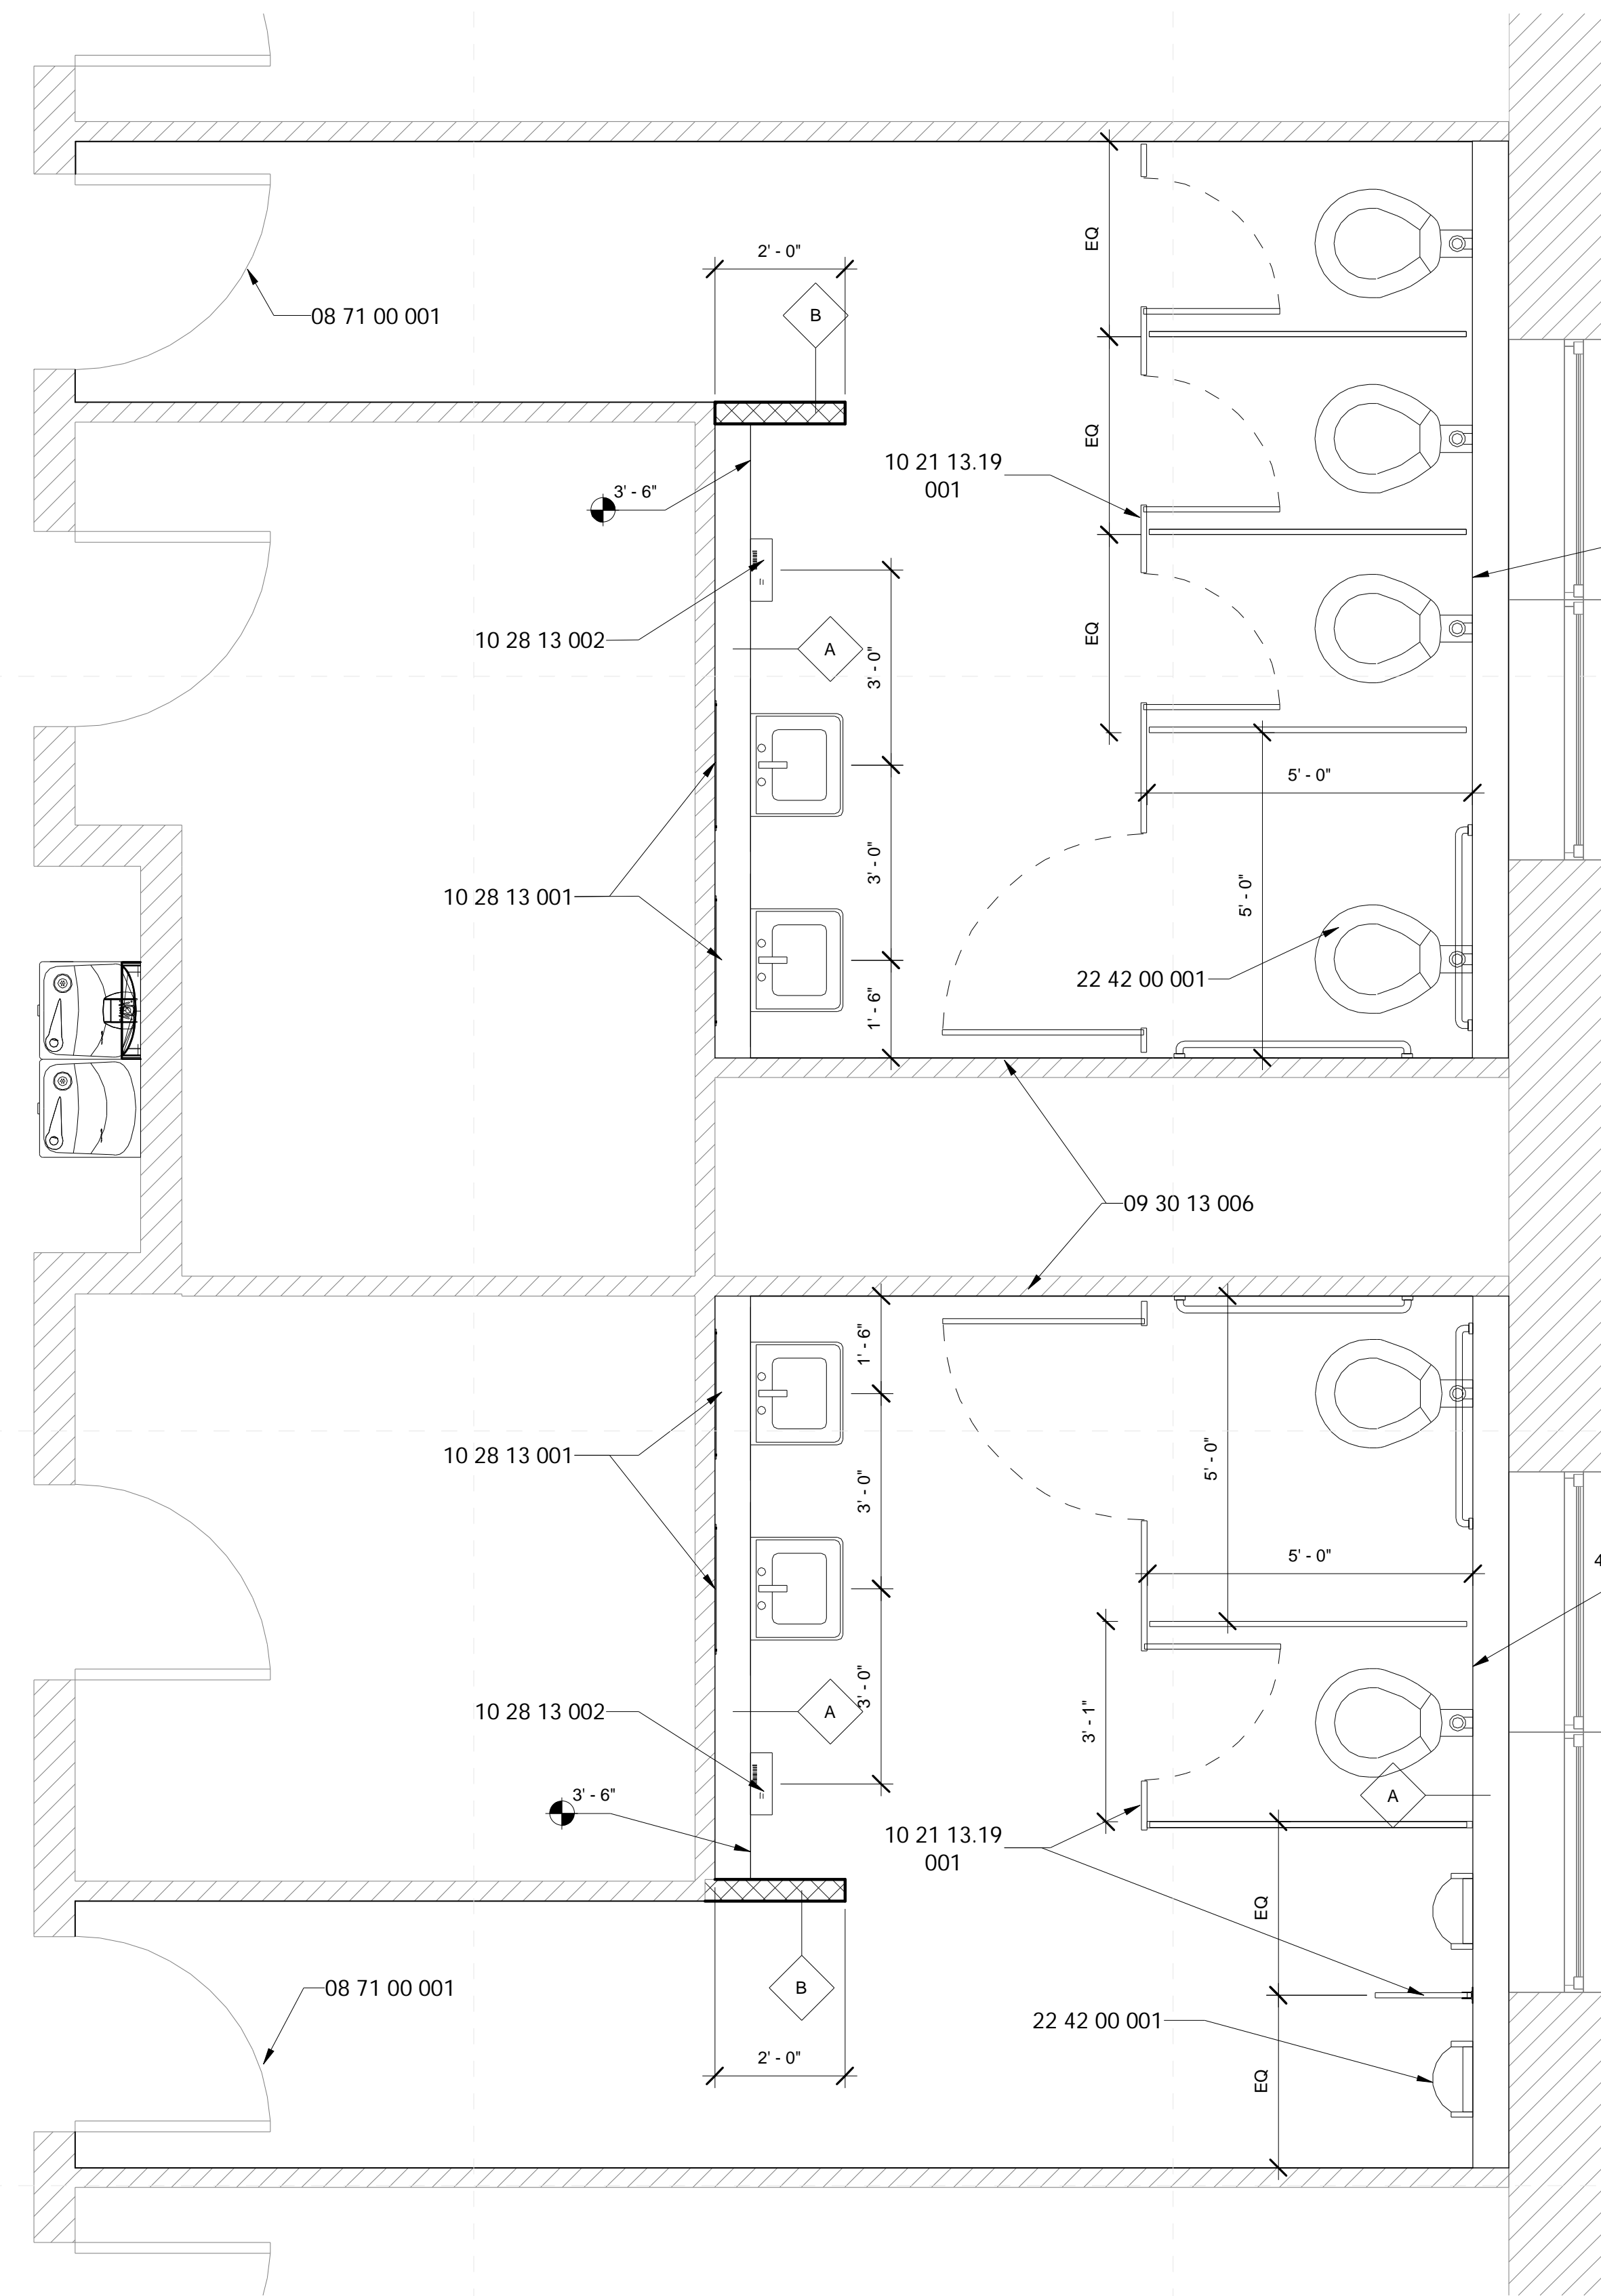 2' - 0"
B
EQ
08 71 00 001
EQ
10 21 13.19
001
3' - 6"
10 28 13 002
A
3' - 0"
EQ
5' - 0"
3' - 0"
10 28 13 001
5' - 0"
22 42 00 001
1' - 6"
09 30 13 006
1' - 6"
10 28 13 001
5' - 0"
3' - 0"
5' - 0"
4
3' - 0"
10 28 13 002
A
3' - 1"
3' - 6"
A
10 21 13.19
001
EQ
08 71 00 001
B
22 42 00 001
2' - 0"
EQ